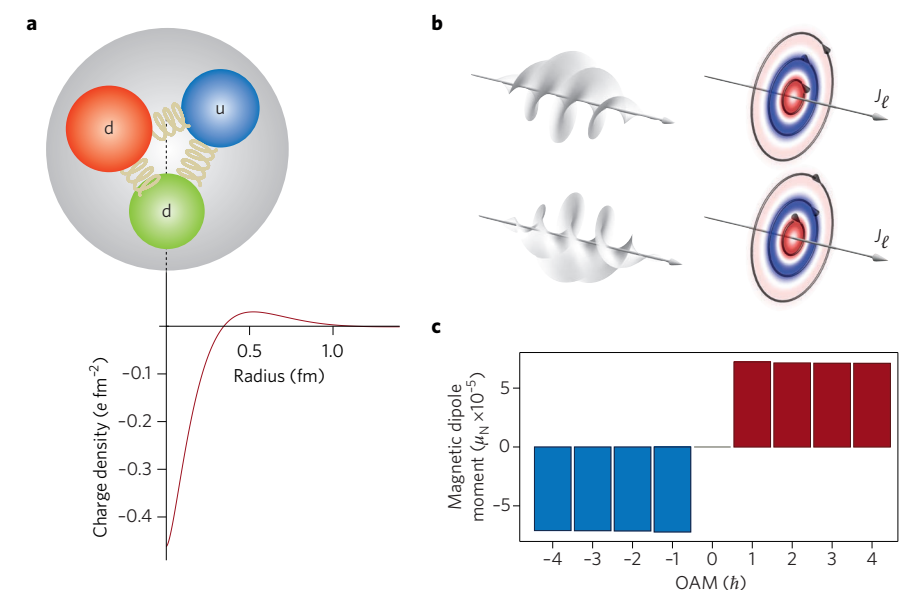 a
d
u
d
0.5
1.0
Radius (fm)
−0.1
−0.2
−0.3
−0.4
Charge density (e fm⁻²)
b
Jℓ
Jℓ
c
Magnetic dipole
moment (μN ×10⁻⁵)
5
0
−5
−4 −3 −2 −1 0 1 2 3 4
OAM (ℏ)